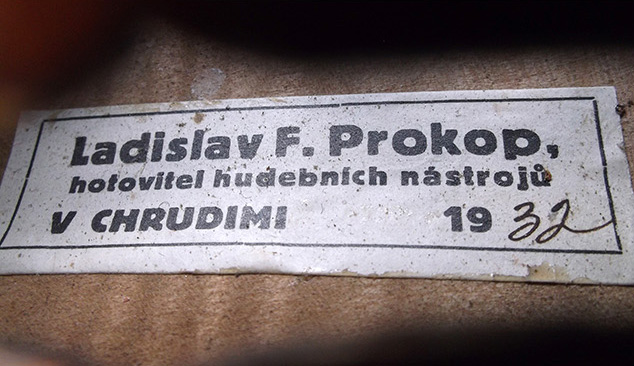 Ladislav F. Prokop,
hotovitel hudebních nástrojů
V CHRUDIMI 1932